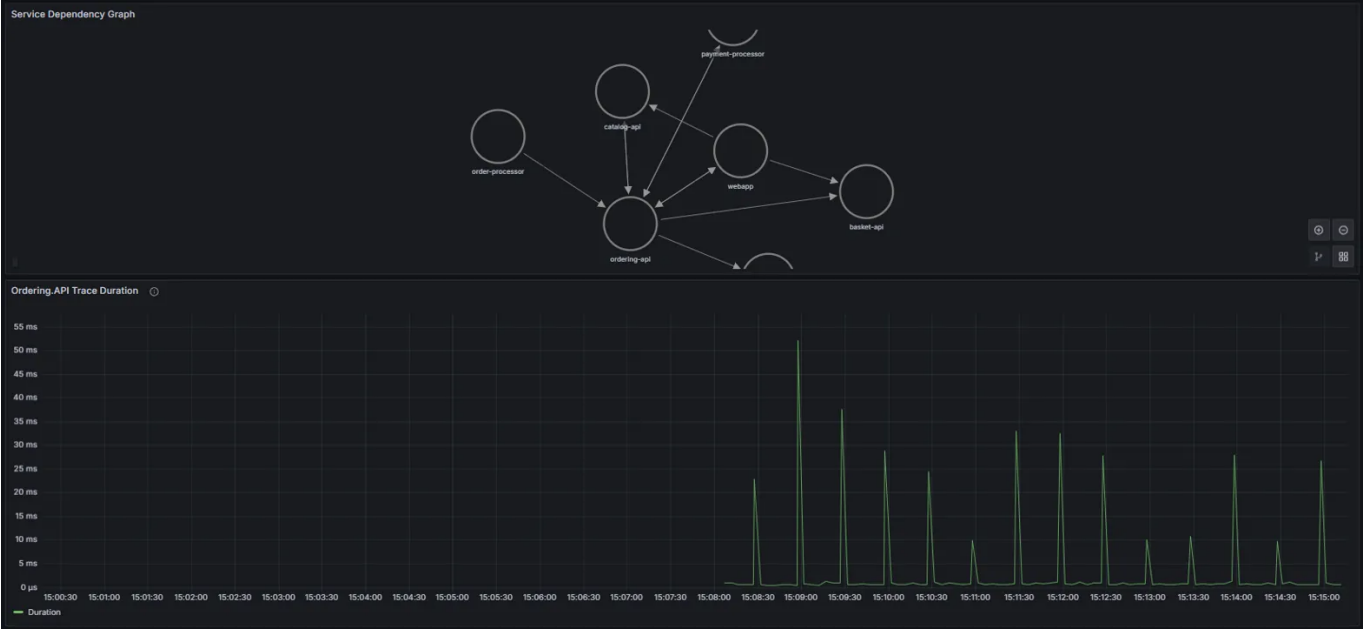 Service Dependency Graph
payment-processor
catalog-api
order-processor
webapp
basket-api
ordering-api
Ordering.API Trace Duration
55 ms
50 ms
45 ms
40 ms
35 ms
30 ms
25 ms
20 ms
15 ms
10 ms
5 ms
0 µs
15:00:30 15:01:00 15:01:30 15:02:00 15:02:30 15:03:00 15:03:30 15:04:00 15:04:30 15:05:00 15:05:30 15:06:00 15:06:30 15:07:00 15:07:30 15:08:00 15:08:30 15:09:00 15:09:30 15:10:00 15:10:30 15:11:00 15:11:30 15:12:00 15:12:30 15:13:00 15:13:30 15:14:00 15:14:30 15:15:00
Duration